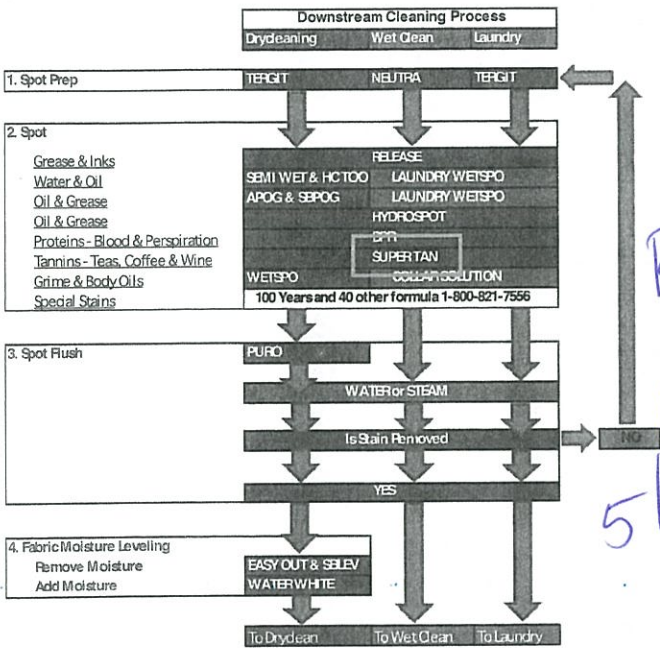 Downstream Cleaning Process
Drycleaning Wet Clean Laundry
1. Spot Prep TERGIT NEUTRA TERGIT
2. Spot
Grease & Inks RELEASE
Water & Oil SEMI WET & HCTOO LAUNDRY WETSPO
Oil & Grease APOG & SBPOG LAUNDRY WETSPO
Oil & Grease HYDROSPOT
Proteins - Blood & Perspiration BPR
Tannins - Teas, Coffee & Wine SUPER TAN
Grime & Body Oils WETSPO COLLAR SOLUTION
Special Stains 100 Years and 40 other formula 1-800-821-7556
3. Spot Flush PURO
WATER or STEAM
Is Stain Removed NO
YES
5
4. Fabric Moisture Leveling
Remove Moisture EASY OUT & SBLEV
Add Moisture WATER WHITE
To Dryclean To Wet Clean To Laundry